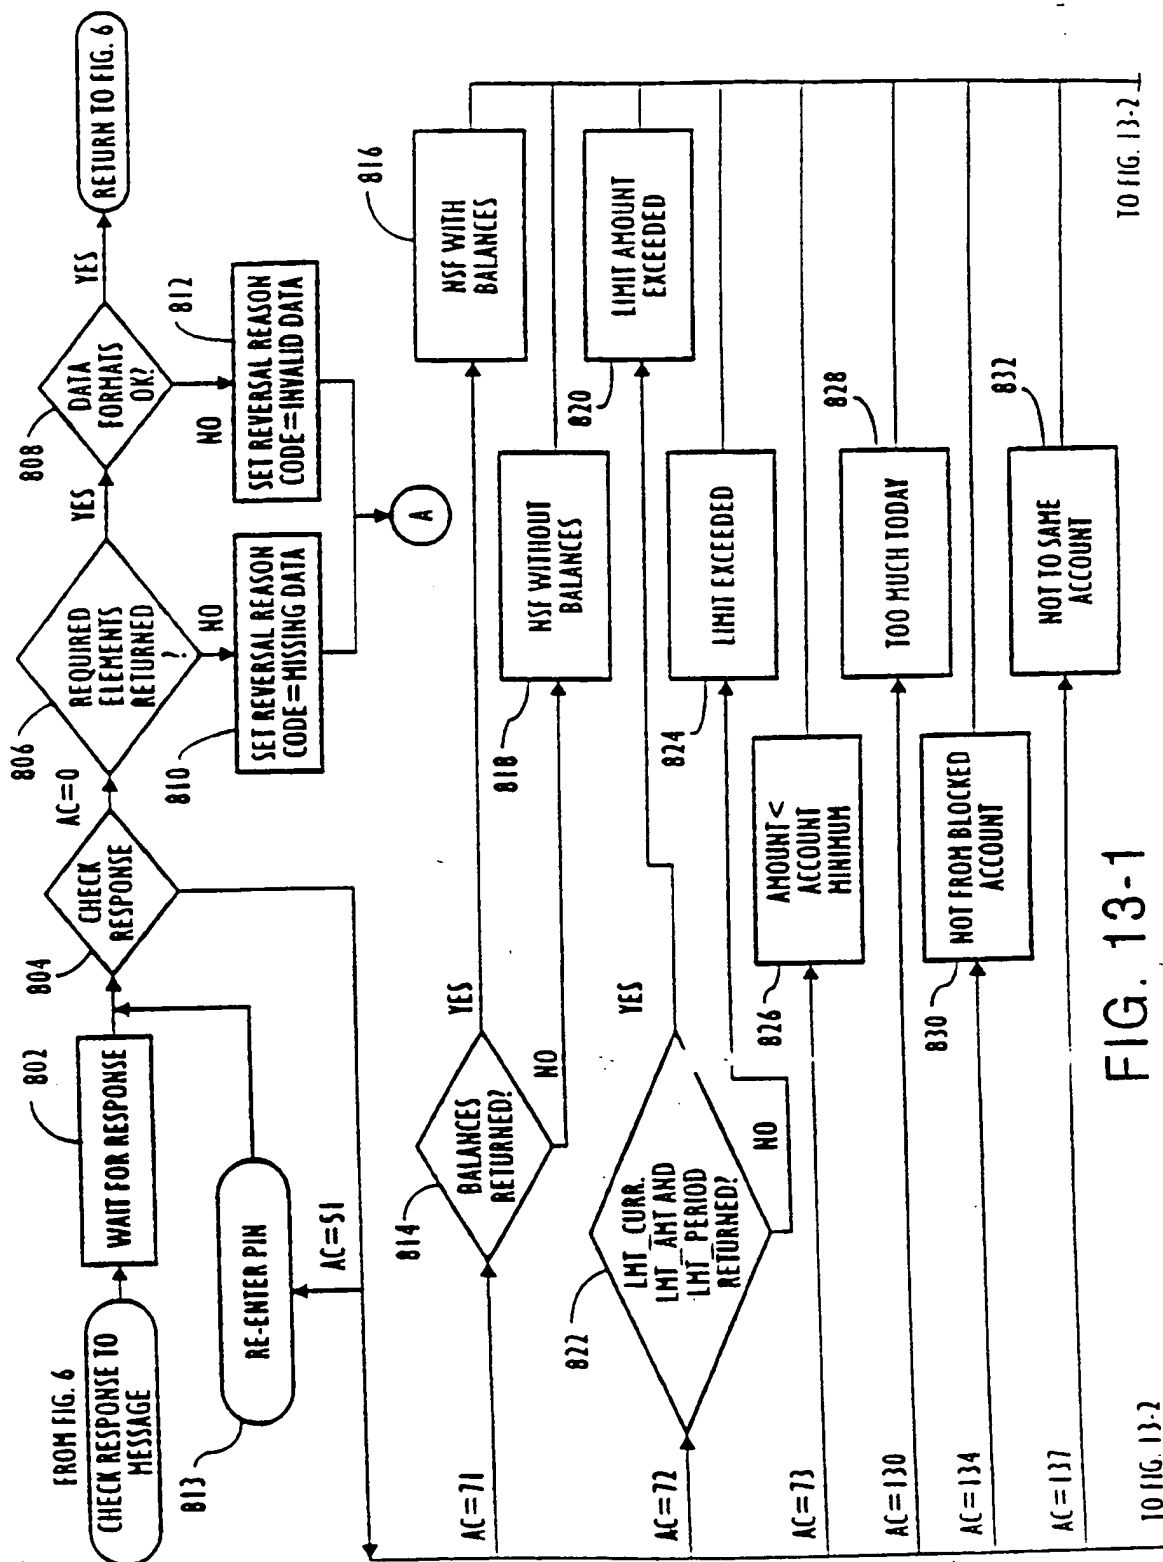 FROM FIG. 6
CHECK RESPONSE TO
MESSAGE
802
WAIT FOR RESPONSE
804
CHECK
RESPONSE
AC=0
806
REQUIRED
ELEMENTS
RETURNED
?
YES
NO
808
DATA
FORMATS
OK?
YES
NO
RETURN TO FIG. 6
813
RE-ENTER PIN
AC=51
810
SET REVERSAL REASON
CODE=MISSING DATA
812
SET REVERSAL REASON
CODE=INVALID DATA
A
AC=71
814
BALANCES
RETURNED?
YES
NO
816
NSF WITH
BALANCES
818
NSF WITHOUT
BALANCES
AC=72
822
LMT_CURR.
LMT_AMT AND
LMT_PERIOD
RETURNED?
YES
NO
820
LIMIT AMOUNT
EXCEEDED
824
LIMIT EXCEEDED
AC=73
826
AMOUNT <
ACCOUNT
MINIMUM
AC=130
828
TOO MUCH TODAY
AC=134
830
NOT FROM BLOCKED
ACCOUNT
AC=137
832
NOT TO SAME
ACCOUNT
TO FIG. 13-2
TO FIG. 13-2
FIG. 13-1